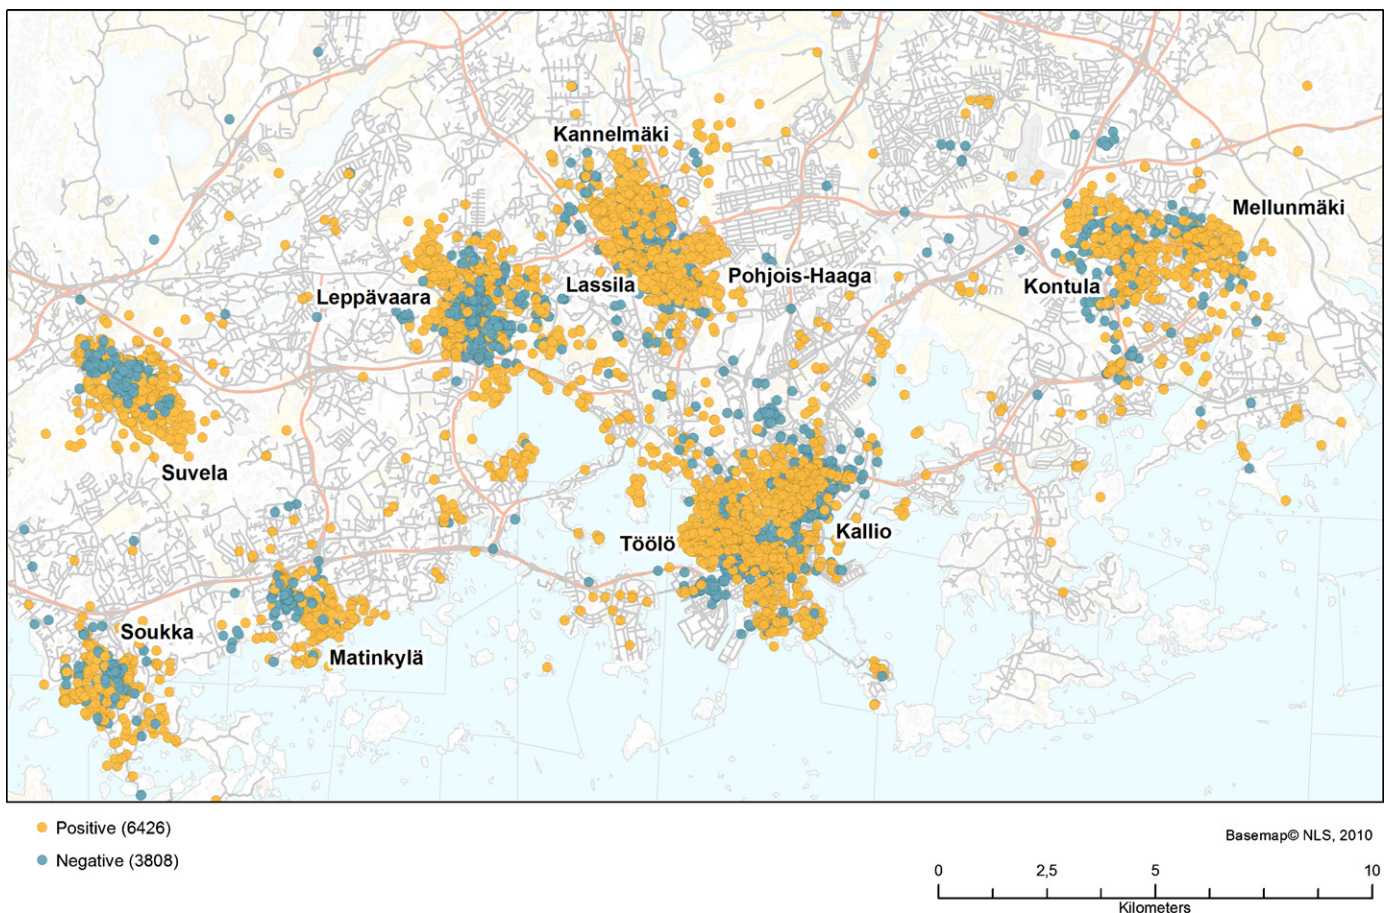 Kannelmäki
Mellunmäki
Pohjois-Haaga
Lassila
Kontula
Leppävaara
Suvela
Kallio
Töölö
Soukka
Matinkylä
Positive (6426)
Negative (3808)
Basemap© NLS, 2010
0 2,5 5 10
Kilometers